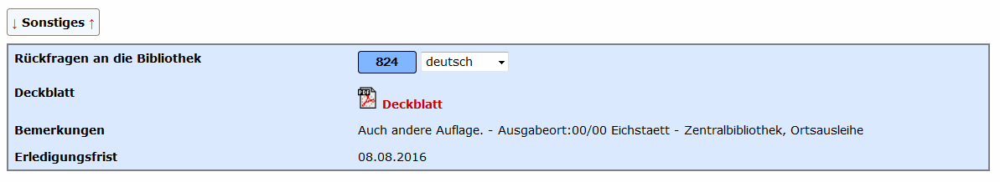 ↓ Sonstiges ↑
Rückfragen an die Bibliothek 824 deutsch
Deckblatt PDF Deckblatt
Bemerkungen Auch andere Auflage. - Ausgabeort:00/00 Eichstaett - Zentralbibliothek, Ortsausleihe
Erledigungsfrist 08.08.2016